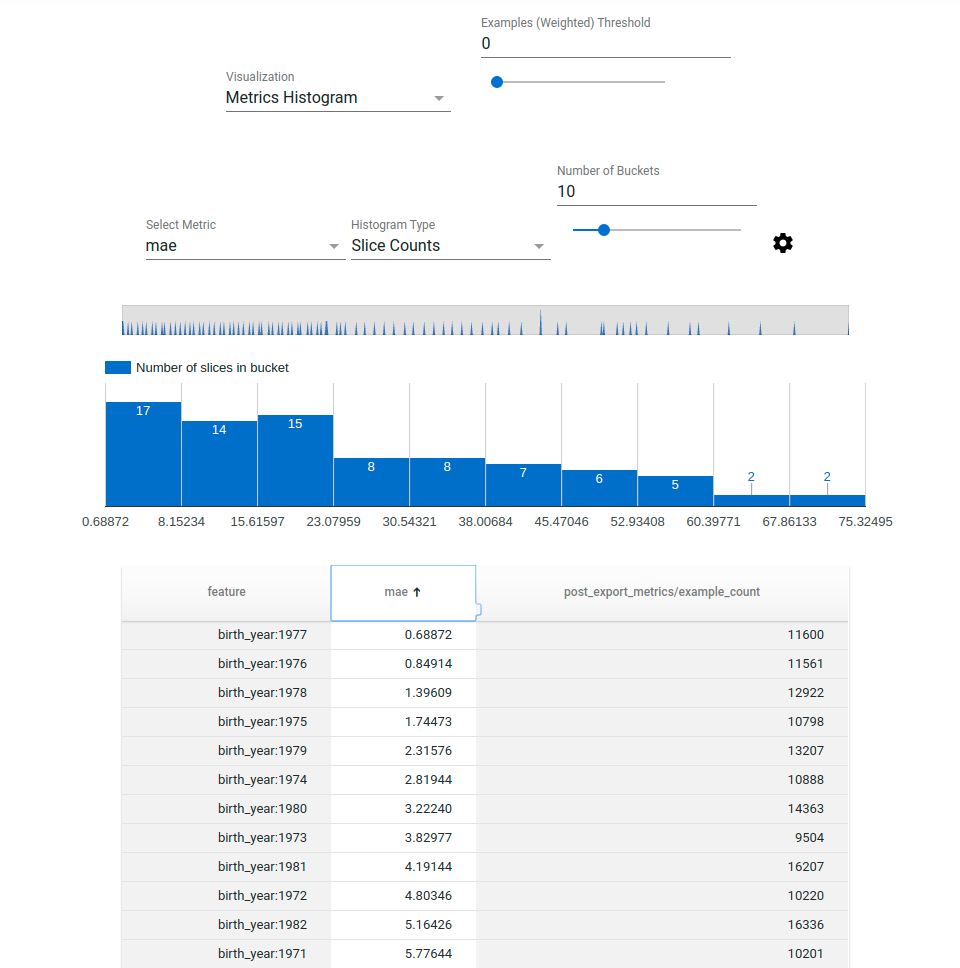 Examples (Weighted) Threshold
0
Visualization
Metrics Histogram
Number of Buckets
10
Select Metric
mae
Histogram Type
Slice Counts
Number of slices in bucket
17 14 15 8 8 7 6 5 2 2
0.68872 8.15234 15.61597 23.07959 30.54321 38.00684 45.47046 52.93408 60.39771 67.86133 75.32495
feature mae post_export_metrics/example_count
birth_year:1977 0.68872 11600
birth_year:1976 0.84914 11561
birth_year:1978 1.39609 12922
birth_year:1975 1.74473 10798
birth_year:1979 2.31576 13207
birth_year:1974 2.81944 10888
birth_year:1980 3.22240 14363
birth_year:1973 3.82977 9504
birth_year:1981 4.19144 16207
birth_year:1972 4.80346 10220
birth_year:1982 5.16426 16336
birth_year:1971 5.77644 10201